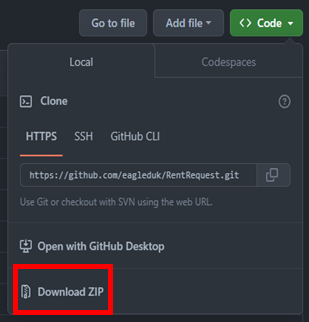 Go to file Add file Code
Local Codespaces
Clone
HTTPS SSH GitHub CLI
https://github.com/eagleduk/RentRequest.git
Use Git or checkout with SVN using the web URL.
Open with GitHub Desktop
Download ZIP